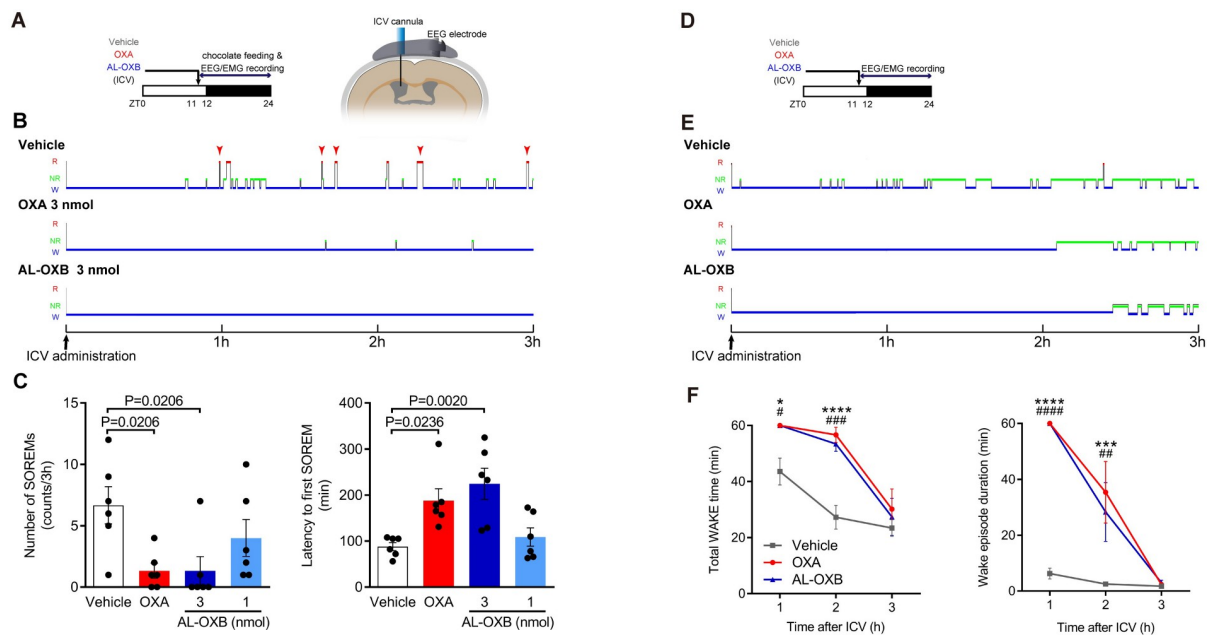 A
Vehicle
OXA
AL-OXB
(ICV)
chocolate feeding &
EEG/EMG recording
ZT0 11 12 24
ICV cannula
EEG electrode
B
Vehicle
R
NR
W
OXA 3 nmol
R
NR
W
AL-OXB 3 nmol
R
NR
W
1h 2h 3h
ICV administration
C
Number of SOREMs
(counts/3h)
15
10
5
0
P=0.0206
P=0.0206
Vehicle OXA 3 1
AL-OXB (nmol)
Latency to first SOREM
(min)
400
300
200
100
0
P=0.0020
P=0.0236
Vehicle OXA 3 1
AL-OXB (nmol)
D
Vehicle
OXA
AL-OXB
(ICV)
EEG/EMG recording
ZT0 11 12 24
E
Vehicle
R
NR
W
OXA
R
NR
W
AL-OXB
R
NR
W
1h 2h 3h
ICV administration
F
Total WAKE time (min)
60
40
20
0
*
#
****
###
Vehicle
OXA
AL-OXB
1 2 3
Time after ICV (h)
Wake episode duration (min)
60
40
20
0
****
####
***
##
1 2 3
Time after ICV (h)